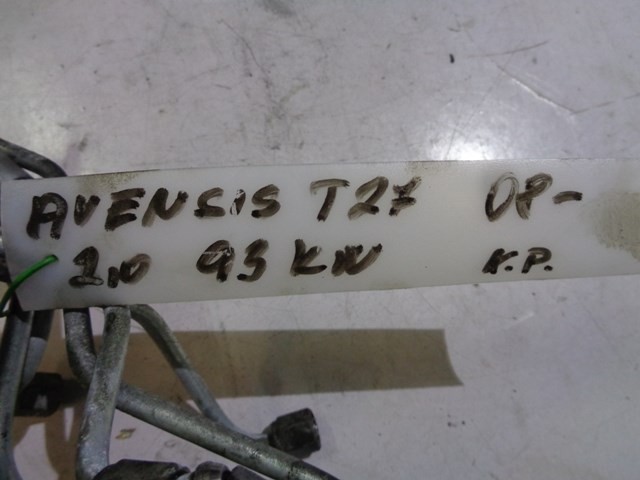 AVENSIS T27 08-
2,0 93 KW K.P.